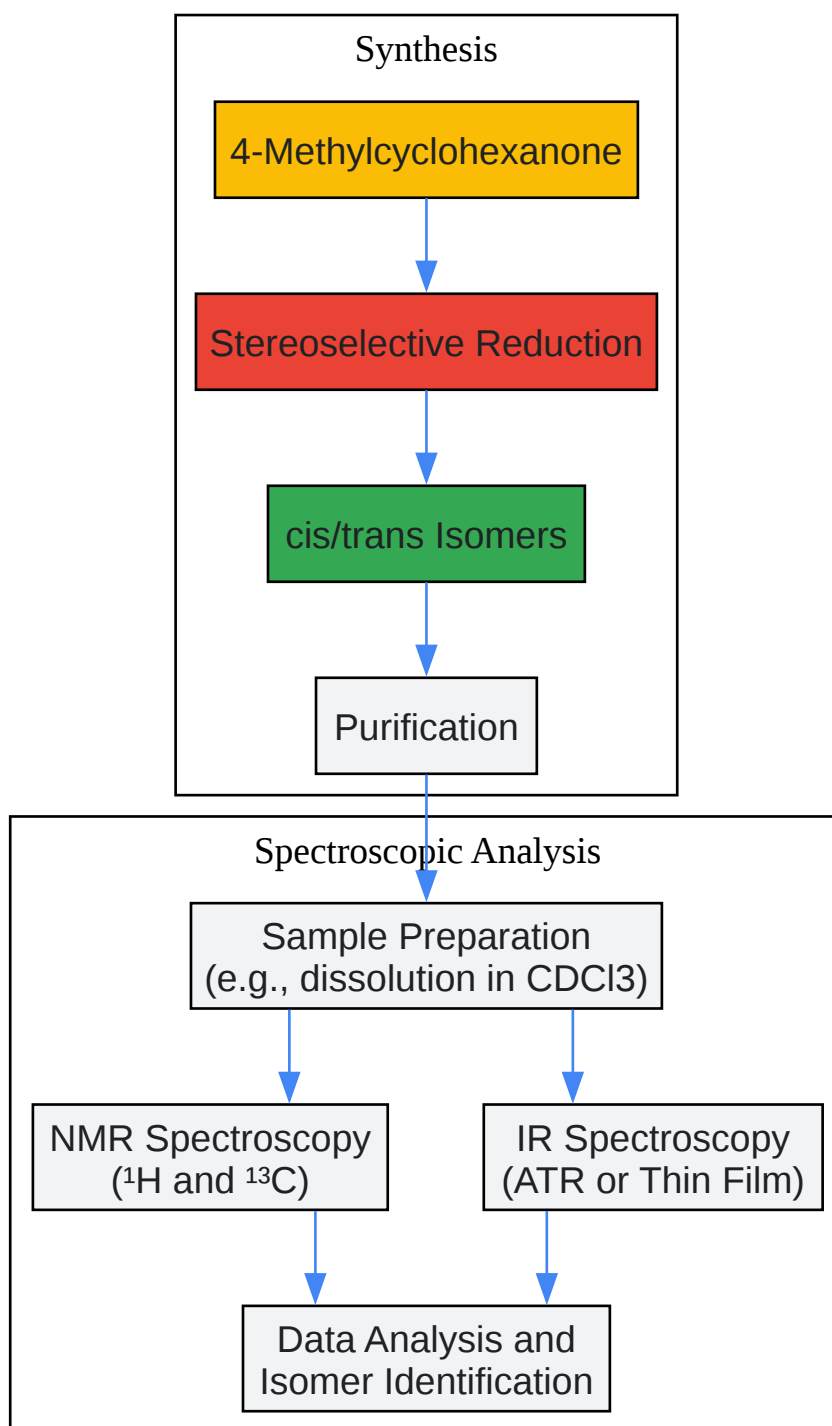 Synthesis
4-Methylcyclohexanone
Stereoselective Reduction
cis/trans Isomers
Purification
Spectroscopic Analysis
Sample Preparation
(e.g., dissolution in CDCl3)
NMR Spectroscopy
(¹H and ¹³C)
IR Spectroscopy
(ATR or Thin Film)
Data Analysis and
Isomer Identification